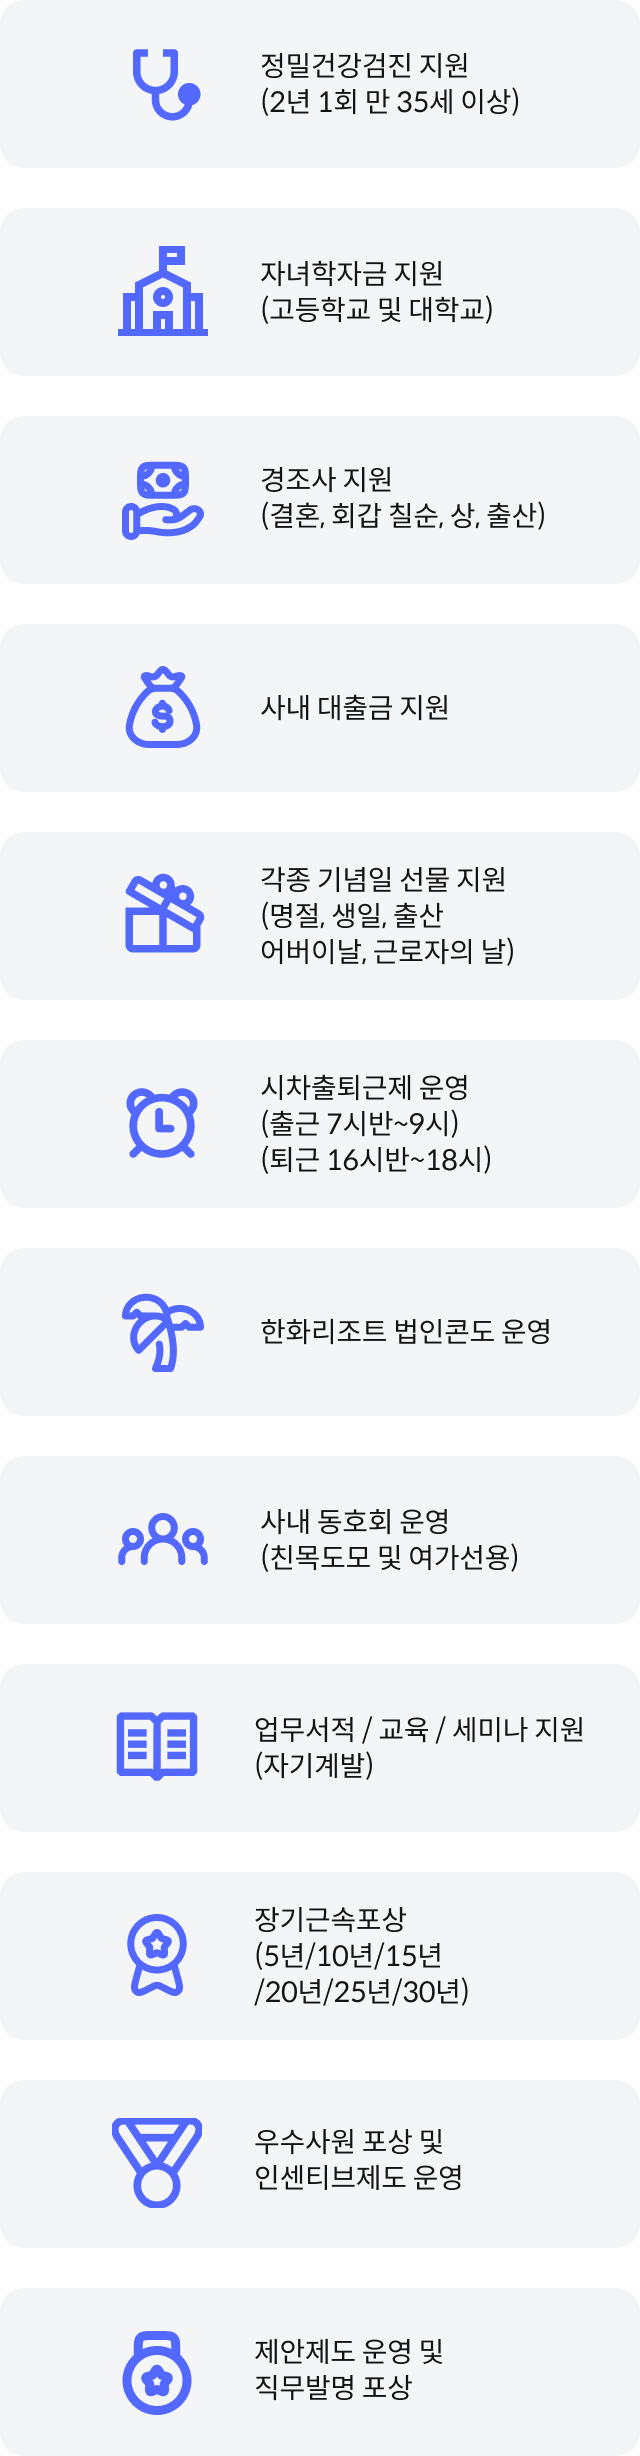 정밀건강검진 지원
(2년 1회 만 35세 이상)
자녀학자금 지원
(고등학교 및 대학교)
경조사 지원
(결혼, 회갑 칠순, 상, 출산)
사내 대출금 지원
각종 기념일 선물 지원
(명절, 생일, 출산
어버이날, 근로자의 날)
시차출퇴근제 운영
(출근 7시반~9시)
(퇴근 16시반~18시)
한화리조트 법인콘도 운영
사내 동호회 운영
(친목도모 및 여가선용)
업무서적 / 교육 / 세미나 지원
(자기계발)
장기근속포상
(5년/10년/15년
/20년/25년/30년)
우수사원 포상 및
인센티브제도 운영
제안제도 운영 및
직무발명 포상